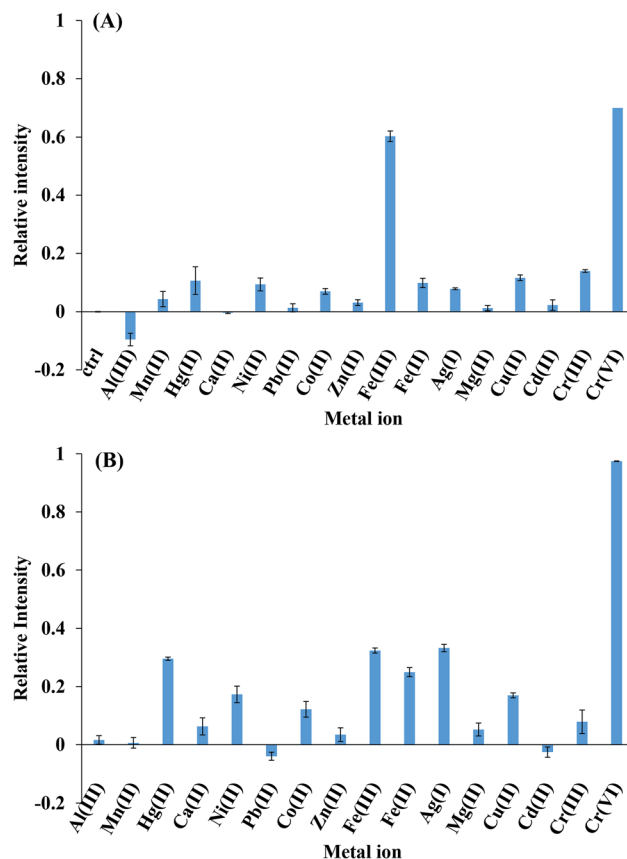 (A)
1
0.8
0.6
0.4
0.2
0
-0.2
Relative intensity
ctrl
Al(III)
Mn(II)
Hg(II)
Ca(II)
Ni(II)
Pb(II)
Co(II)
Zn(II)
Fe(III)
Fe(II)
Ag(I)
Mg(II)
Cu(II)
Cd(II)
Cr(III)
Cr(VI)
Metal ion
(B)
1
0.8
0.6
0.4
0.2
0
-0.2
Relative Intensity
Al(III)
Mn(II)
Hg(II)
Ca(II)
Ni(II)
Pb(II)
Co(II)
Zn(II)
Fe(III)
Fe(II)
Ag(I)
Mg(II)
Cu(II)
Cd(II)
Cr(III)
Cr(VI)
Metal ion